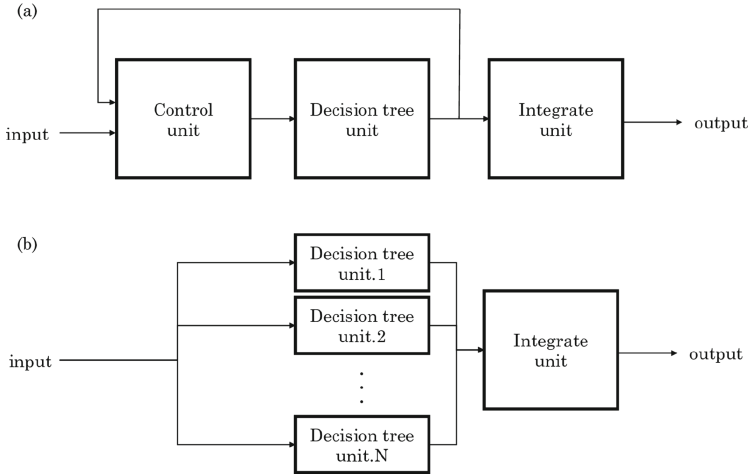 (a)
input
Control
unit
Decision tree
unit
Integrate
unit
output
(b)
input
Decision tree
unit.1
Decision tree
unit.2
Decision tree
unit.N
Integrate
unit
output